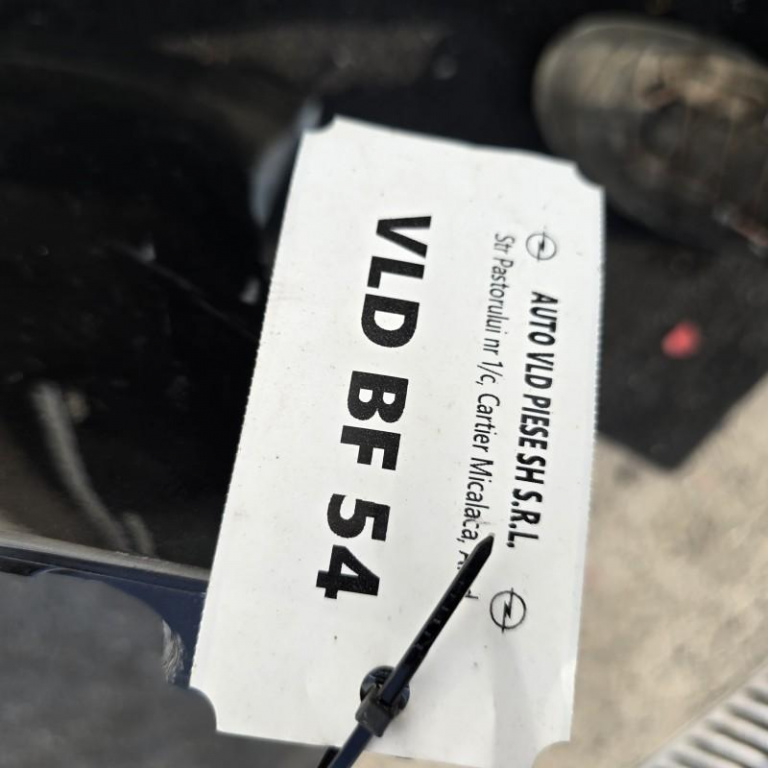 AUTO VLD PIESE SH S.R.L.
Str Pastorului nr 1/c, Cartier Micalaca,
VLD BF 54